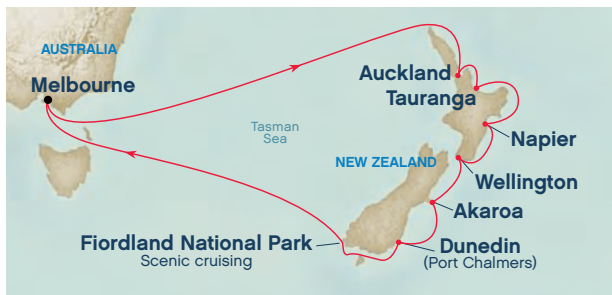 AUSTRALIA
Melbourne
Auckland
Tauranga
Tasman
Sea
Napier
NEW ZEALAND
Wellington
Akaroa
Fiordland National Park
Scenic cruising
Dunedin
(Port Chalmers)